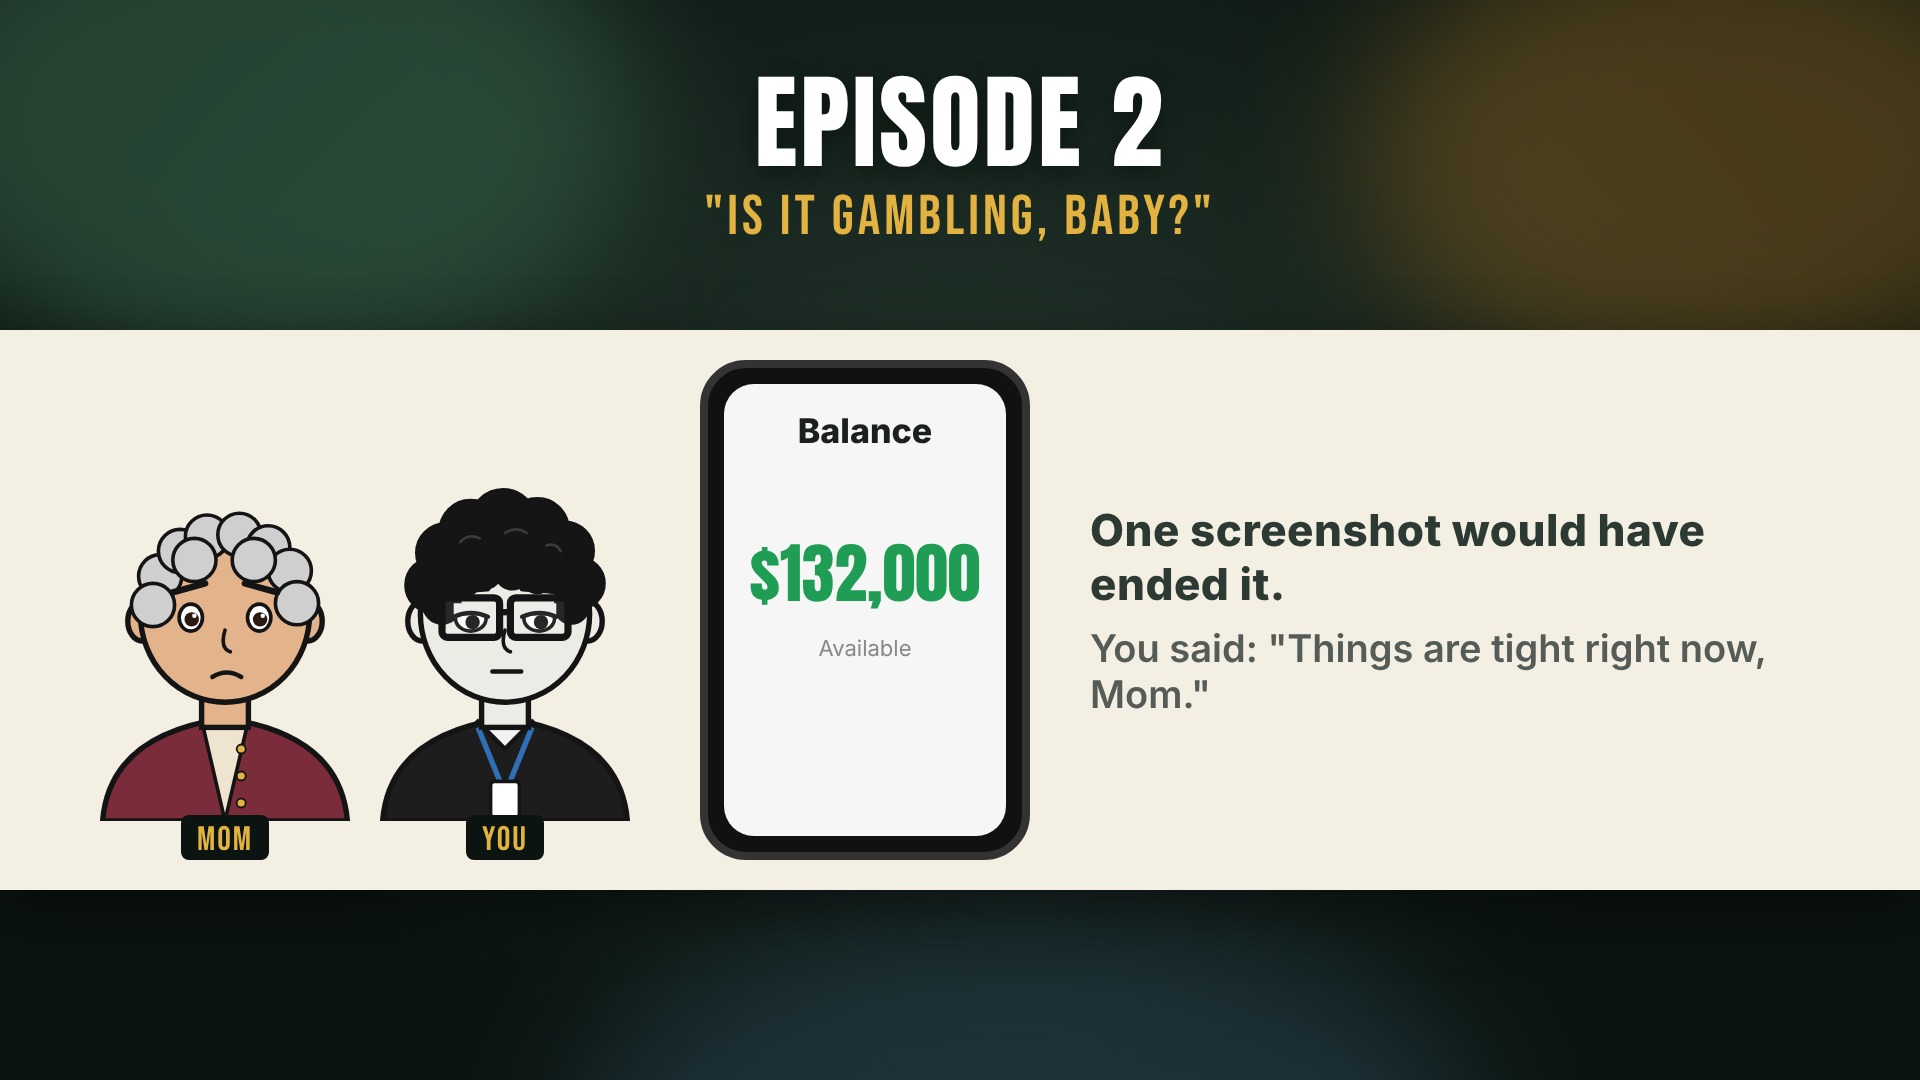 EPISODE 2
"IS IT GAMBLING, BABY?"
MOM
YOU
Balance
$132,000
Available
One screenshot would have
ended it.
You said: "Things are tight right now,
Mom."